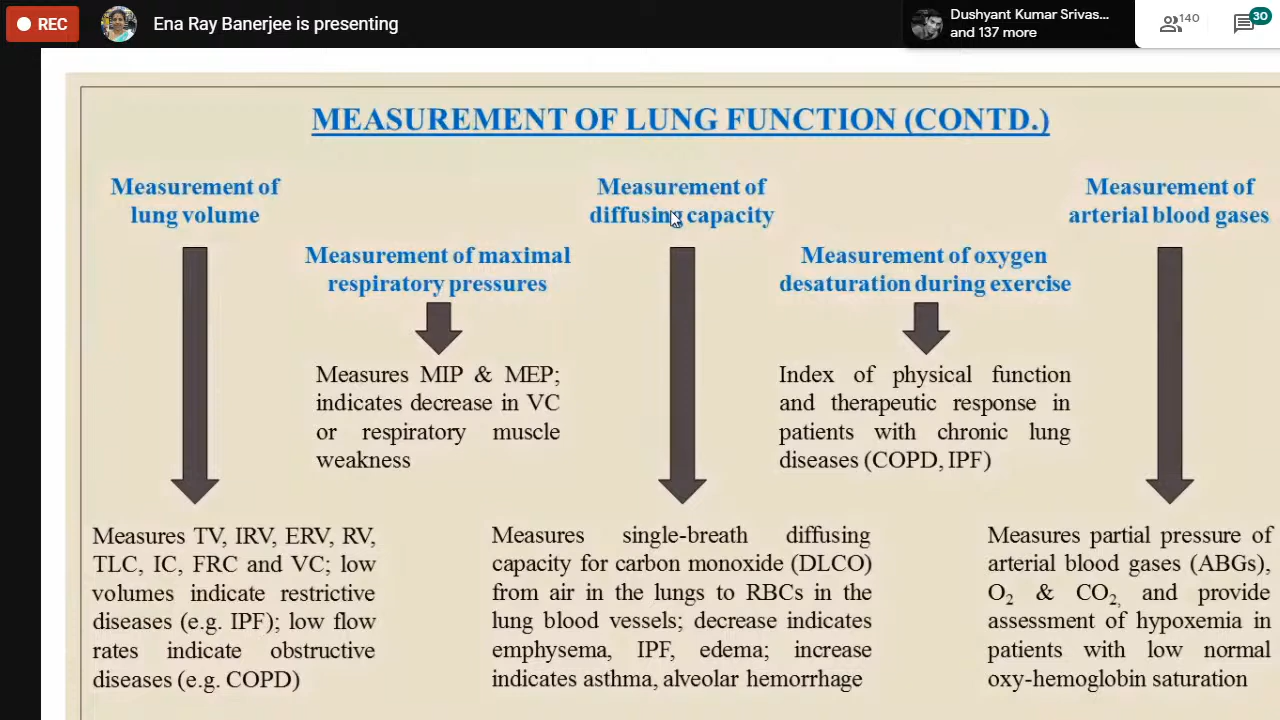 REC
Ena Ray Banerjee is presenting
Dushyant Kumar Srivas...
and 137 more
140
30
MEASUREMENT OF LUNG FUNCTION (CONTD.)
Measurement of
lung volume
Measurement of
diffusing capacity
Measurement of
arterial blood gases
Measurement of maximal
respiratory pressures
Measurement of oxygen
desaturation during exercise
Measures MIP & MEP;
indicates decrease in VC
or respiratory muscle
weakness
Index of physical function
and therapeutic response in
patients with chronic lung
diseases (COPD, IPF)
Measures TV, IRV, ERV, RV,
TLC, IC, FRC and VC; low
volumes indicate restrictive
diseases (e.g. IPF); low flow
rates indicate obstructive
diseases (e.g. COPD)
Measures single-breath diffusing
capacity for carbon monoxide (DLCO)
from air in the lungs to RBCs in the
lung blood vessels; decrease indicates
emphysema, IPF, edema; increase
indicates asthma, alveolar hemorrhage
Measures partial pressure of
arterial blood gases (ABGs),
O₂ & CO₂, and provide
assessment of hypoxemia in
patients with low normal
oxy-hemoglobin saturation